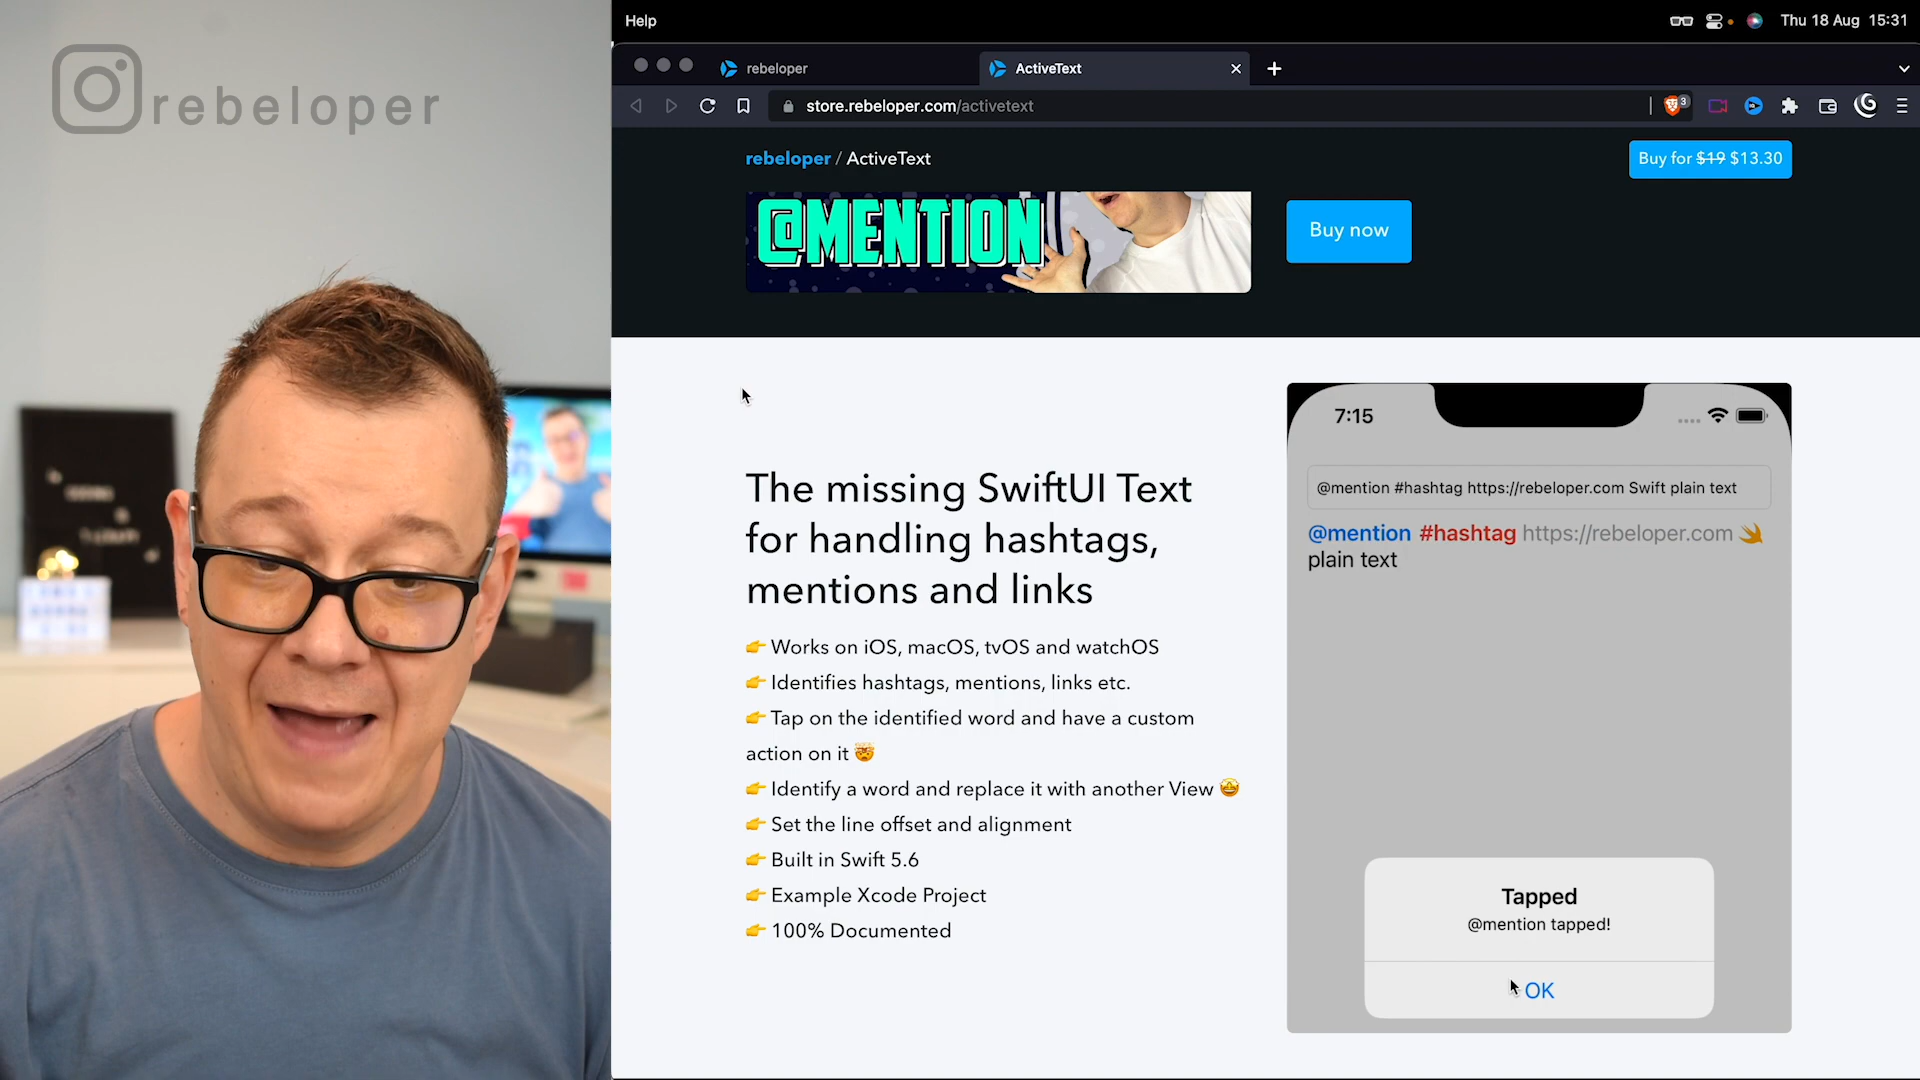 rebeloper
Help
Thu 18 Aug 15:31
rebeloper
ActiveText
store.rebeloper.com/activetext
3
rebeloper / ActiveText
Buy for $19 $13.30
@MENTION
Buy now
The missing SwiftUI Text
for handling hashtags,
mentions and links
👉 Works on iOS, macOS, tvOS and watchOS
👉 Identifies hashtags, mentions, links etc.
👉 Tap on the identified word and have a custom
action on it 🤯
👉 Identify a word and replace it with another View 🤩
👉 Set the line offset and alignment
👉 Built in Swift 5.6
👉 Example Xcode Project
👉 100% Documented
7:15
@mention #hashtag https://rebeloper.com Swift plain text
@mention #hashtag https://rebeloper.com
plain text
Tapped
@mention tapped!
OK